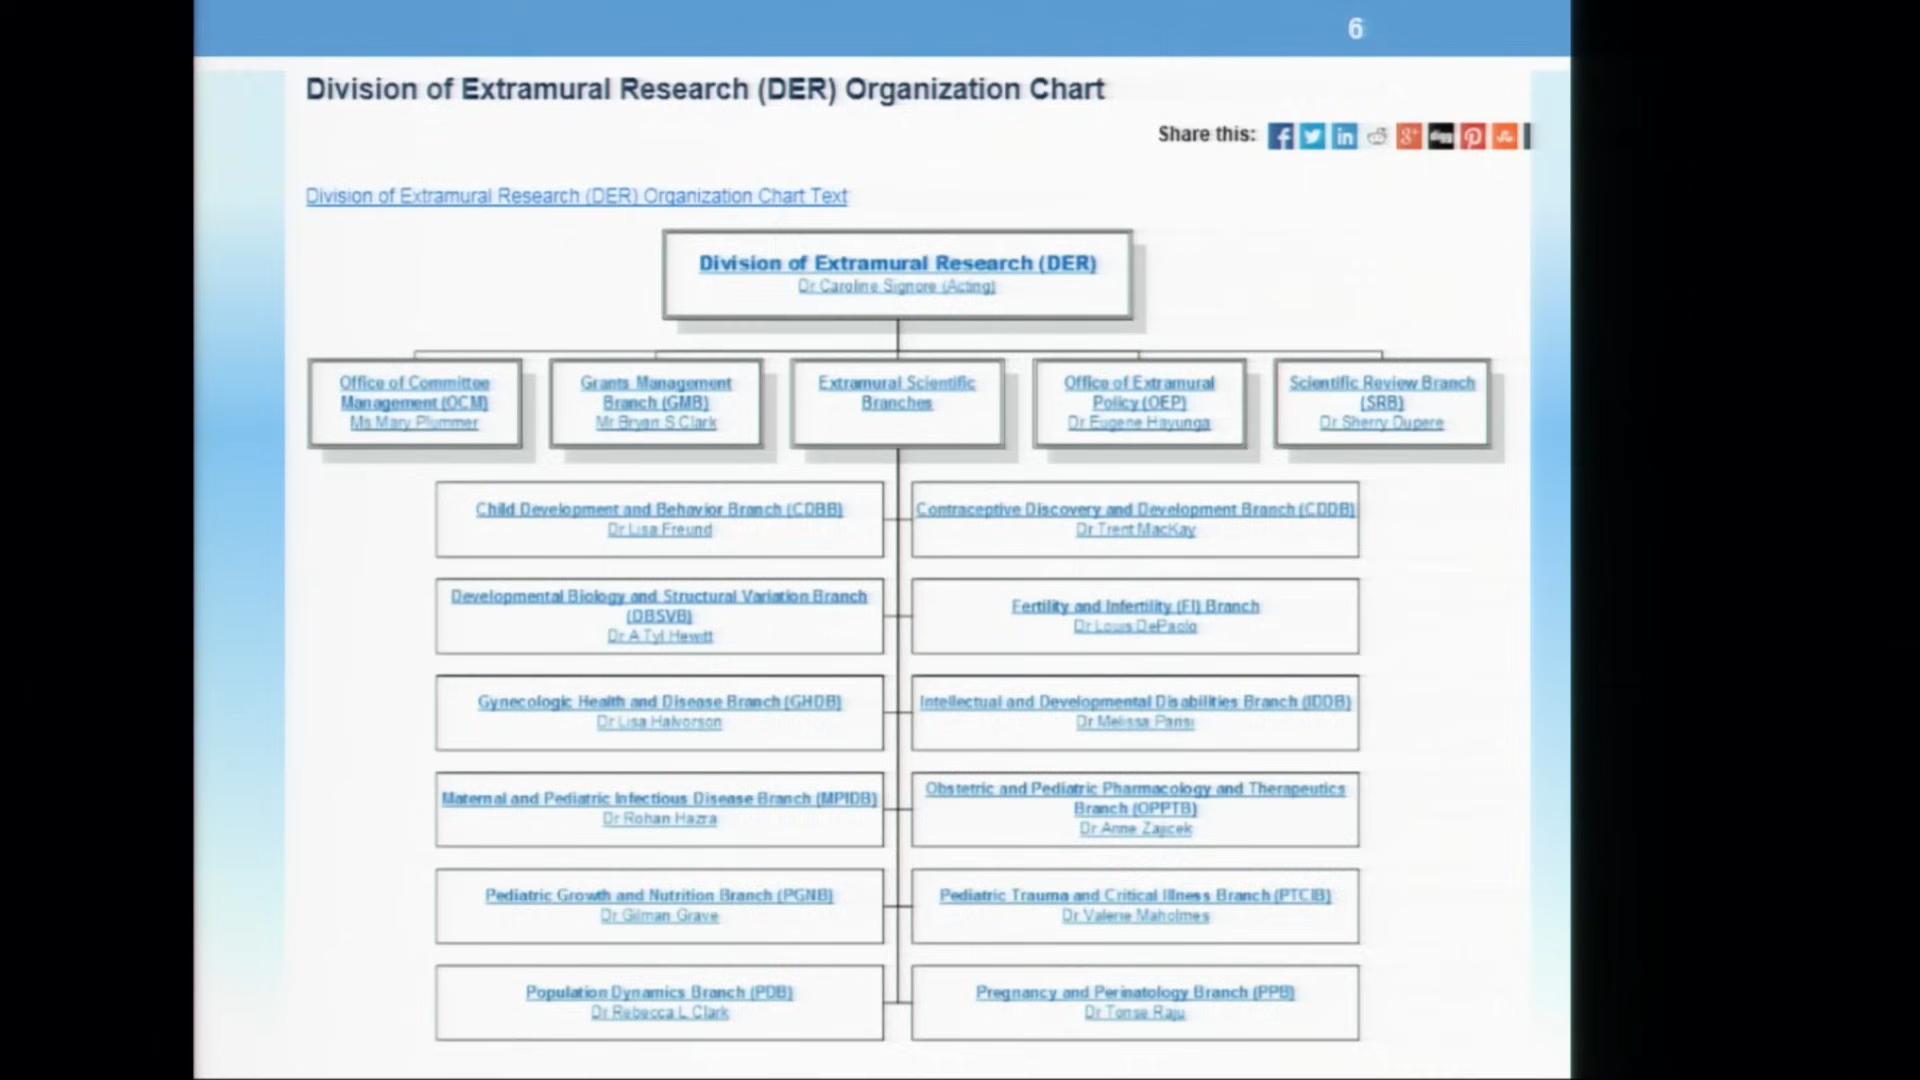 6
Division of Extramural Research (DER) Organization Chart
Share this:
Division of Extramural Research (DER) Organization Chart Text
Division of Extramural Research (DER)
Dr Caroline Signore (Acting)
Office of Committee
Management (OCM)
Ms Mary Plummer
Grants Management
Branch (GMB)
Mr Bryan S Clark
Extramural Scientific
Branches
Office of Extramural
Policy (OEP)
Dr Eugene Hayunga
Scientific Review Branch
(SRB)
Dr Sherry Dupere
Child Development and Behavior Branch (CDBB)
Dr Lisa Freund
Contraceptive Discovery and Development Branch (CDDB)
Dr Trent MacKay
Developmental Biology and Structural Variation Branch
(DBSVB)
Dr A Tyl Hewitt
Fertility and Infertility (FI) Branch
Dr Louis DePaolo
Gynecologic Health and Disease Branch (GHDB)
Dr Lisa Halvorson
Intellectual and Developmental Disabilities Branch (IDDB)
Dr Melissa Parisi
Maternal and Pediatric Infectious Disease Branch (MPIDB)
Dr Rohan Hazra
Obstetric and Pediatric Pharmacology and Therapeutics
Branch (OPPTB)
Dr Anne Zajicek
Pediatric Growth and Nutrition Branch (PGNB)
Dr Gilman Grave
Pediatric Trauma and Critical Illness Branch (PTCIB)
Dr Valerie Maholmes
Population Dynamics Branch (PDB)
Dr Rebecca L Clark
Pregnancy and Perinatology Branch (PPB)
Dr Tonse Raju